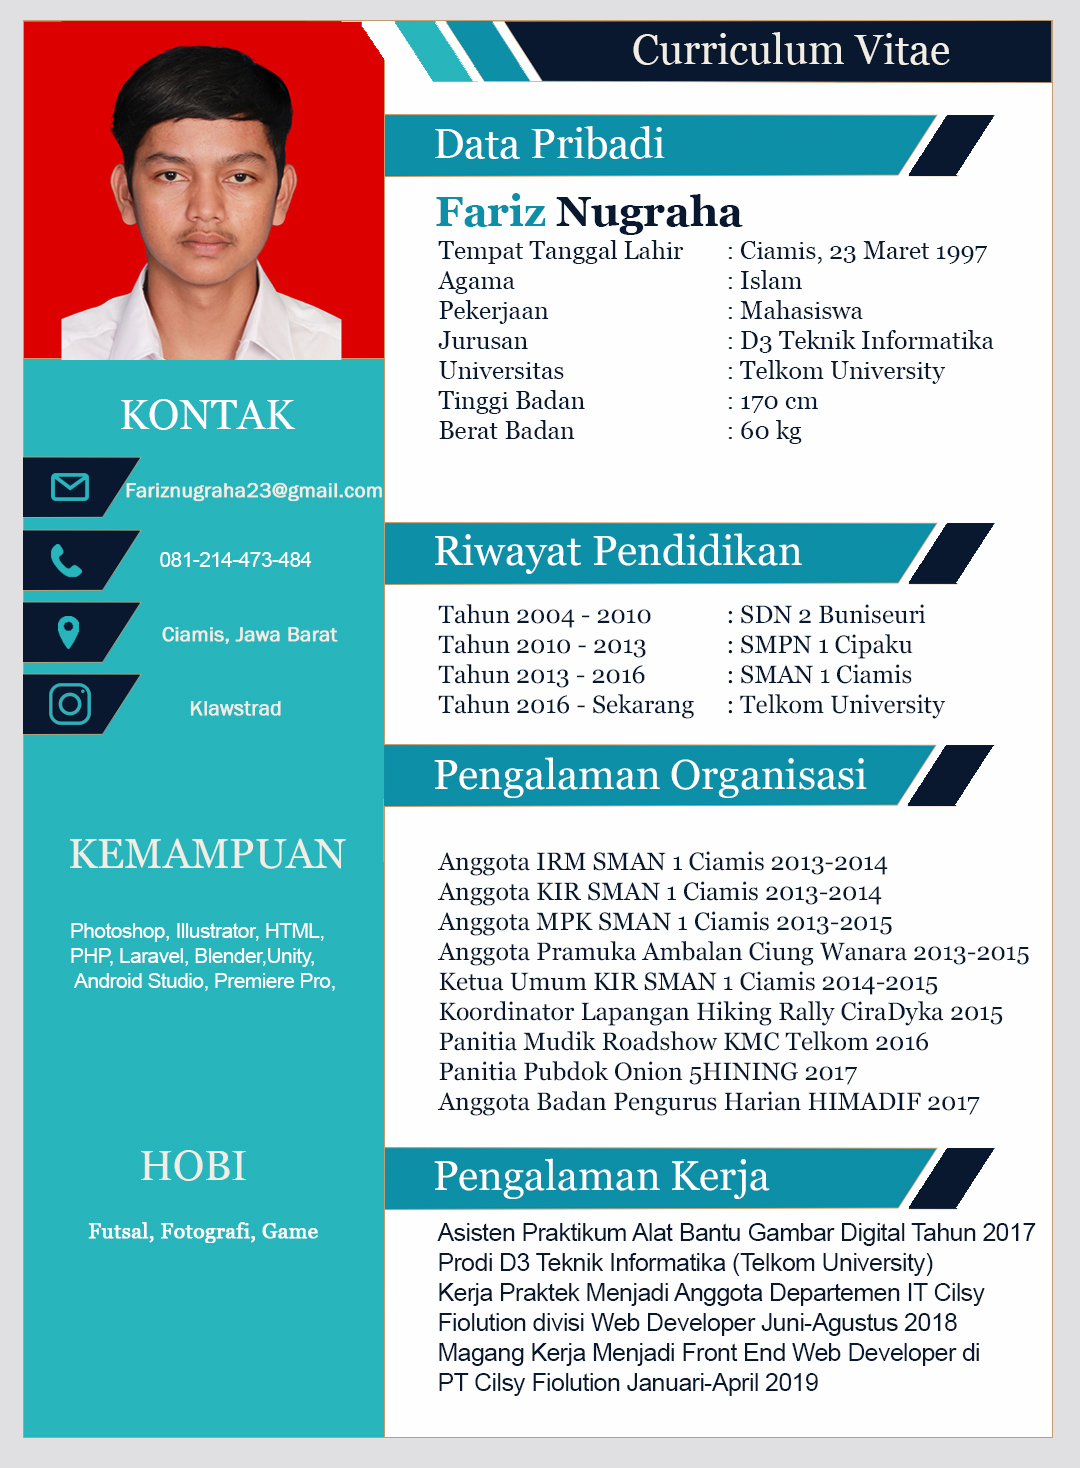 Curriculum Vitae
Data Pribadi
Fariz Nugraha
Tempat Tanggal Lahir : Ciamis, 23 Maret 1997
Agama : Islam
Pekerjaan : Mahasiswa
Jurusan : D3 Teknik Informatika
Universitas : Telkom University
Tinggi Badan : 170 cm
Berat Badan : 60 kg
KONTAK
Fariznugraha23@gmail.com
081-214-473-484
Ciamis, Jawa Barat
Klawstrad
KEMAMPUAN
Photoshop, Illustrator, HTML,
PHP, Laravel, Blender,Unity,
Android Studio, Premiere Pro,
HOBI
Futsal, Fotografi, Game
Riwayat Pendidikan
Tahun 2004 - 2010 : SDN 2 Buniseuri
Tahun 2010 - 2013 : SMPN 1 Cipaku
Tahun 2013 - 2016 : SMAN 1 Ciamis
Tahun 2016 - Sekarang : Telkom University
Pengalaman Organisasi
Anggota IRM SMAN 1 Ciamis 2013-2014
Anggota KIR SMAN 1 Ciamis 2013-2014
Anggota MPK SMAN 1 Ciamis 2013-2015
Anggota Pramuka Ambalan Ciung Wanara 2013-2015
Ketua Umum KIR SMAN 1 Ciamis 2014-2015
Koordinator Lapangan Hiking Rally CiraDyka 2015
Panitia Mudik Roadshow KMC Telkom 2016
Panitia Pubdok Onion 5HINING 2017
Anggota Badan Pengurus Harian HIMADIF 2017
Pengalaman Kerja
Asisten Praktikum Alat Bantu Gambar Digital Tahun 2017
Prodi D3 Teknik Informatika (Telkom University)
Kerja Praktek Menjadi Anggota Departemen IT Cilsy
Fiolution divisi Web Developer Juni-Agustus 2018
Magang Kerja Menjadi Front End Web Developer di
PT Cilsy Fiolution Januari-April 2019